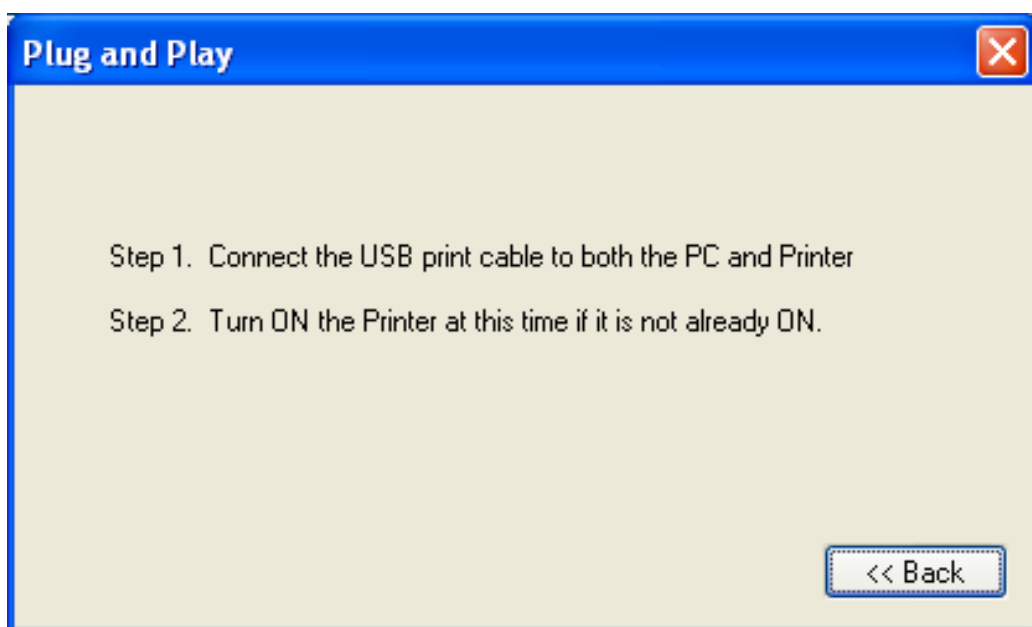 Plug and Play
Step 1. Connect the USB print cable to both the PC and Printer
Step 2. Turn ON the Printer at this time if it is not already ON.
<< Back